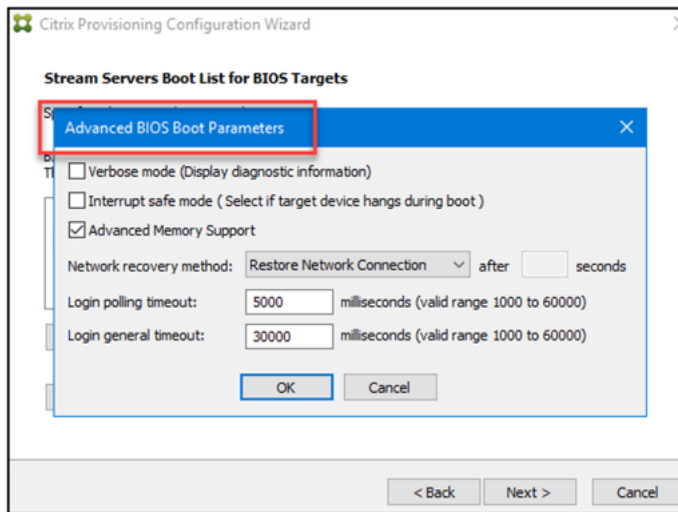 Citrix Provisioning Configuration Wizard
Stream Servers Boot List for BIOS Targets
Advanced BIOS Boot Parameters
Verbose mode (Display diagnostic information)
Interrupt safe mode ( Select if target device hangs during boot )
Advanced Memory Support
Network recovery method: Restore Network Connection after seconds
Login polling timeout: 5000 milliseconds (valid range 1000 to 60000)
Login general timeout: 30000 milliseconds (valid range 1000 to 60000)
OK Cancel
< Back Next > Cancel